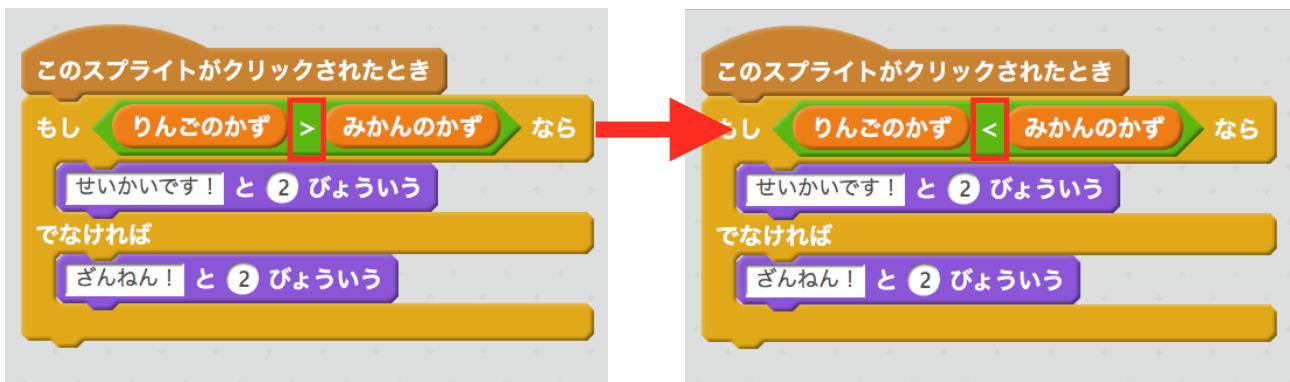 このスプライトがクリックされたとき
もし りんごのかず > みかんのかず なら
せいかいです! と 2 びょういう
でなければ
ざんねん! と 2 びょういう
このスプライトがクリックされたとき
もし りんごのかず < みかんのかず なら
せいかいです! と 2 びょういう
でなければ
ざんねん! と 2 びょういう